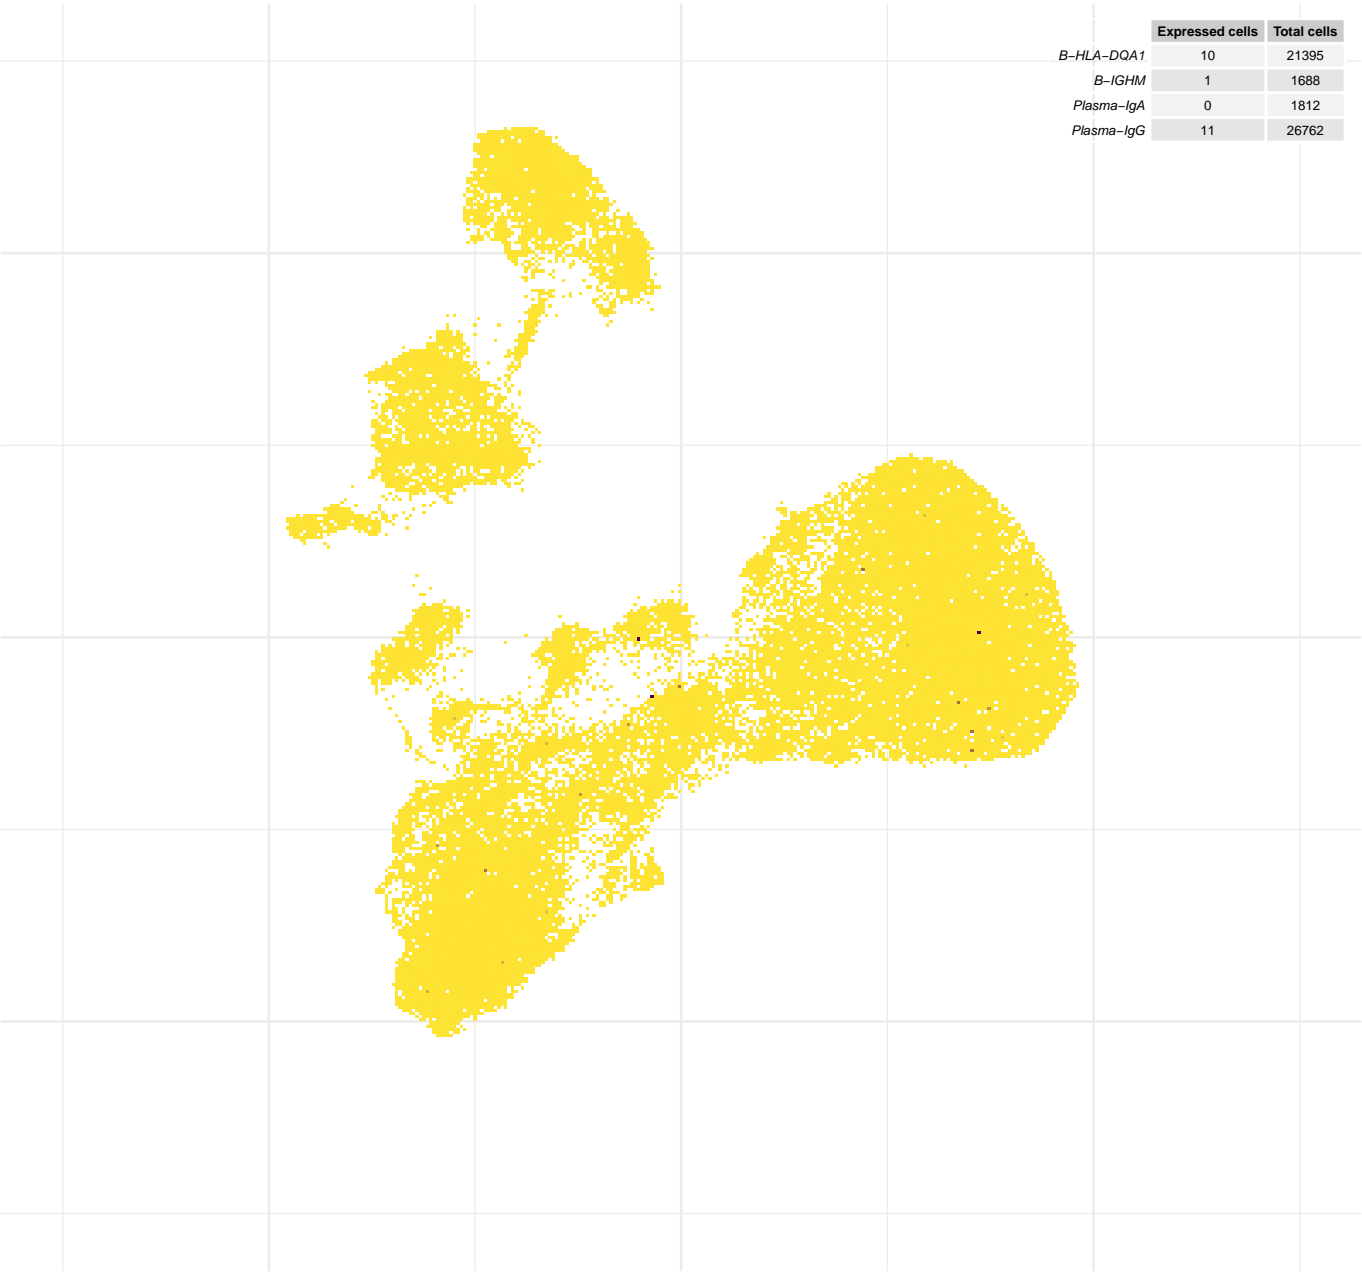 Expressed cells Total cells
B−HLA−DQA1 10 21395
B−IGHM 1 1688
Plasma−IgA 0 1812
Plasma−IgG 11 26762